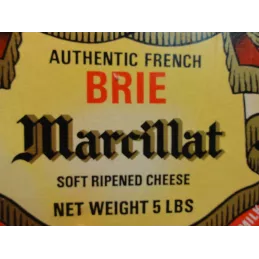 AUTHENTIC FRENCH
BRIE
Marcillat
SOFT RIPENED CHEESE
NET WEIGHT 5 LBS